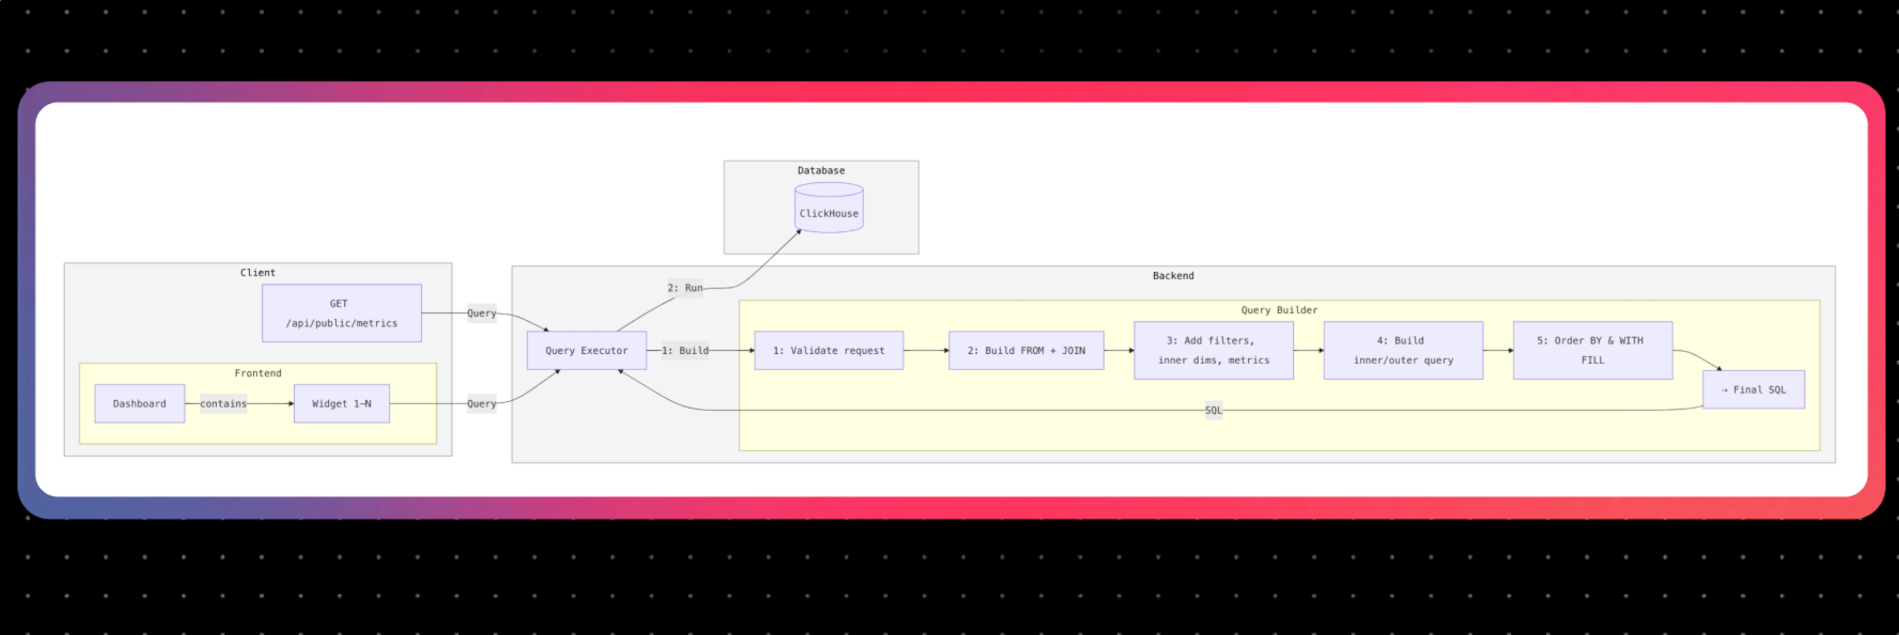 Database
ClickHouse
Client
GET
/api/public/metrics
Query
Frontend
Dashboard
contains
Widget 1–N
Query
Backend
2: Run
Query Executor
1: Build
Query Builder
1: Validate request
2: Build FROM + JOIN
3: Add filters,
inner dims, metrics
4: Build
inner/outer query
5: Order BY & WITH
FILL
→ Final SQL
SQL